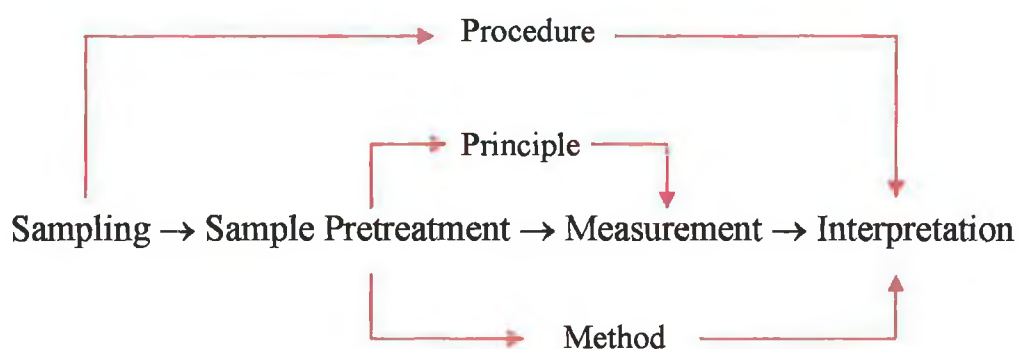 Procedure
Principle
Sampling → Sample Pretreatment → Measurement → Interpretation
Method